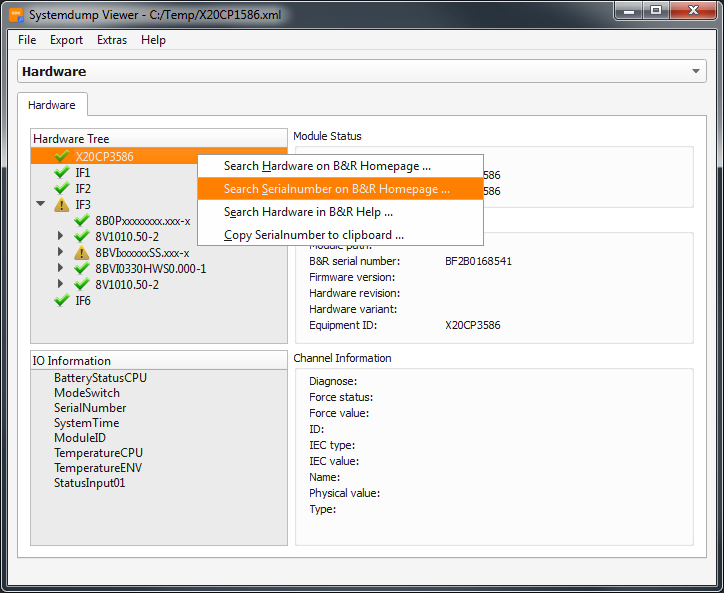 Systemdump Viewer - C:/Temp/X20CP1586.xml
File Export Extras Help
Hardware
Hardware
Hardware Tree
X20CP3586
IF1
IF2
IF3
8B0Pxxxxxxxx.xxx-x
8V1010.50-2
8BVIxxxxxxSS.xxx-x
8BVI0330HWS0.000-1
8V1010.50-2
IF6
Search Hardware on B&R Homepage ...
Search Serialnumber on B&R Homepage ...
Search Hardware in B&R Help ...
Copy Serialnumber to clipboard ...
Module Status
3586
3586
Module path:
B&R serial number: BF2B0168541
Firmware version:
Hardware revision:
Hardware variant:
Equipment ID: X20CP3586
IO Information
BatteryStatusCPU
ModeSwitch
SerialNumber
SystemTime
ModuleID
TemperatureCPU
TemperatureENV
StatusInput01
Channel Information
Diagnose:
Force status:
Force value:
ID:
IEC type:
IEC value:
Name:
Physical value:
Type: